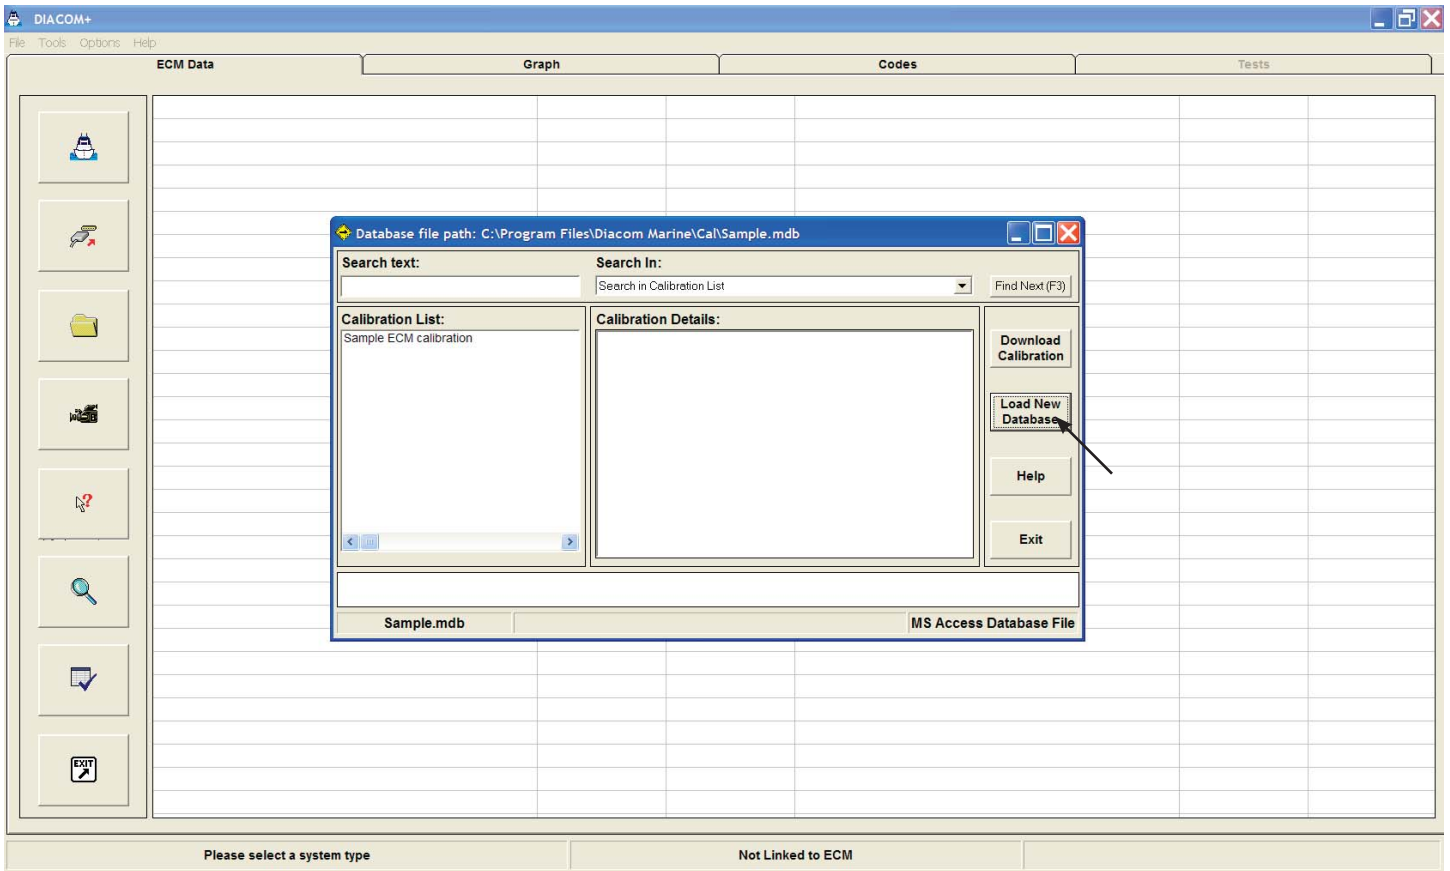 DIACOM+
File Tools Options Help
ECM Data Graph Codes Tests
Database file path: C:\Program Files\Diacom Marine\Cal\Sample.mdb
Search text: Search In:
Search in Calibration List Find Next (F3)
Calibration List: Calibration Details:
Sample ECM calibration
Download
Calibration
Load New
Database
Help
Exit
Sample.mdb MS Access Database File
EXIT
Please select a system type Not Linked to ECM